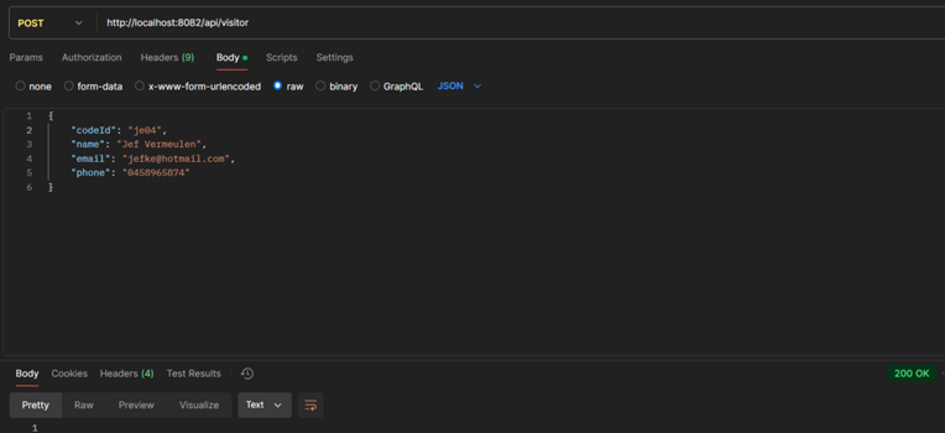 POST http://localhost:8082/api/visitor
Params Authorization Headers (9) Body Scripts Settings
none form-data x-www-form-urlencoded raw binary GraphQL JSON
1 {
2 "codeId": "je04",
3 "name": "Jef Vermeulen",
4 "email": "jefke@hotmail.com",
5 "phone": "0458965874"
6 }
Body Cookies Headers (4) Test Results 200 OK
Pretty Raw Preview Visualize Text
1